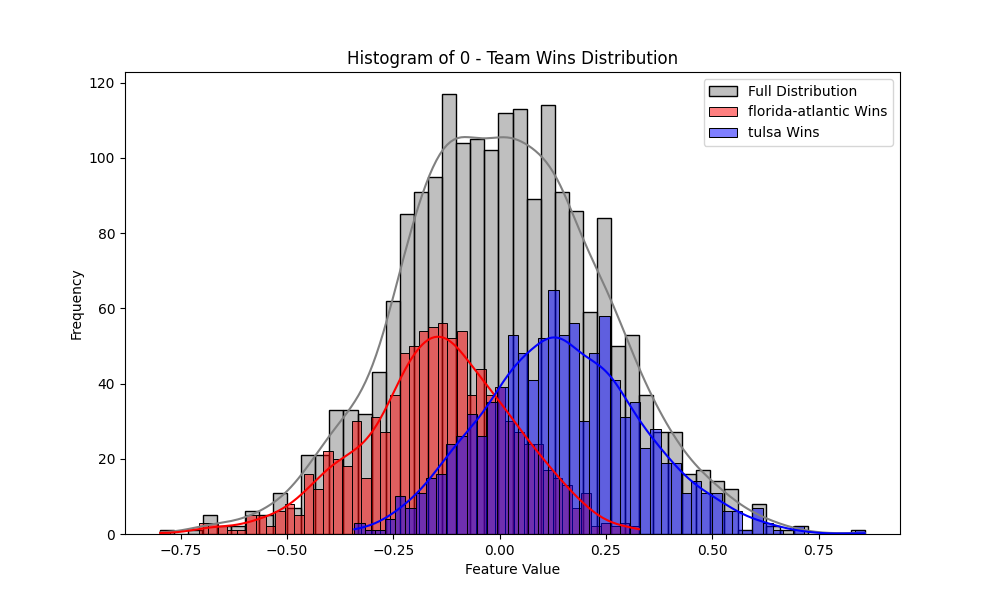 Histogram of 0 - Team Wins Distribution
Full Distribution
florida-atlantic Wins
tulsa Wins
Frequency
120
100
80
60
40
20
0
−0.75 −0.50 −0.25 0.00 0.25 0.50 0.75
Feature Value